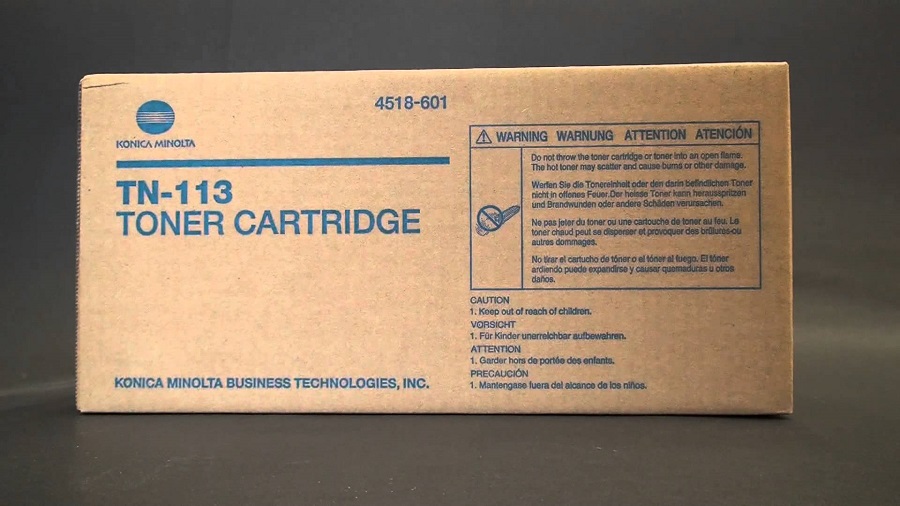 4518-601
KONICA MINOLTA
TN-113
TONER CARTRIDGE
KONICA MINOLTA BUSINESS TECHNOLOGIES, INC.
WARNING WARNUNG ATTENTION ATENCIÓN
Do not throw the toner cartridge or toner into an open flame.
The hot toner may scatter and cause burns or other damage.
Werfen Sie die Tonereinheit oder den darin befindlichen Toner
nicht in offenes Feuer.Der heisse Toner kann herausspritzen
und Brandwunden oder andere Schäden verursachen.
Ne pas jeter du toner ou une cartouche de toner au feu. Le
toner chaud peut se disperser et provoquer des brûlures ou
autres dommages.
No tirar el cartucho de tóner o el tóner al fuego. El tóner
ardiendo puede expandirse y causar quemaduras u otros
daños.
CAUTION
1. Keep out of reach of children.
VORSICHT
1. Für Kinder unerreichbar aufbewahren.
ATTENTION
1. Garder hors de portée des enfants.
PRECAUCIÓN
1. Mantengase fuera del alcance de los niños.